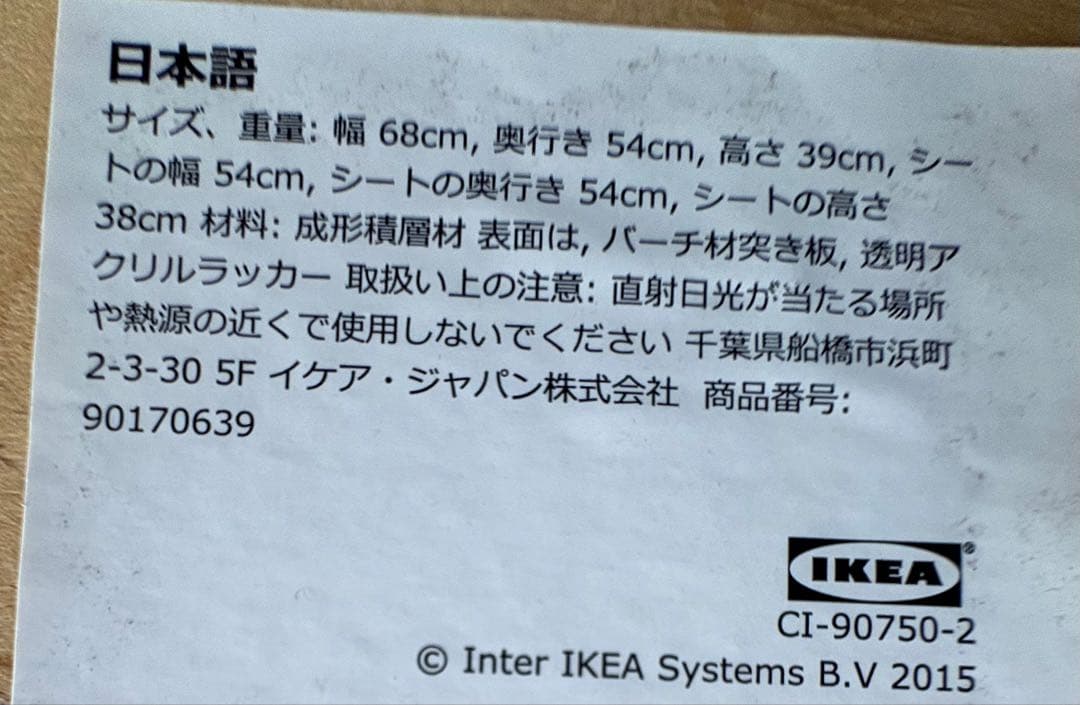 日本語
サイズ、重量: 幅 68cm, 奥行き 54cm, 高さ 39cm, シー
トの幅 54cm, シートの奥行き 54cm, シートの高さ
38cm 材料: 成形積層材 表面は, バーチ材突き板, 透明ア
クリルラッカー 取扱い上の注意: 直射日光が当たる場所
や熱源の近くで使用しないでください 千葉県船橋市浜町
2-3-30 5F イケア・ジャパン株式会社 商品番号:
90170639
IKEA®
CI-90750-2
© Inter IKEA Systems B.V 2015